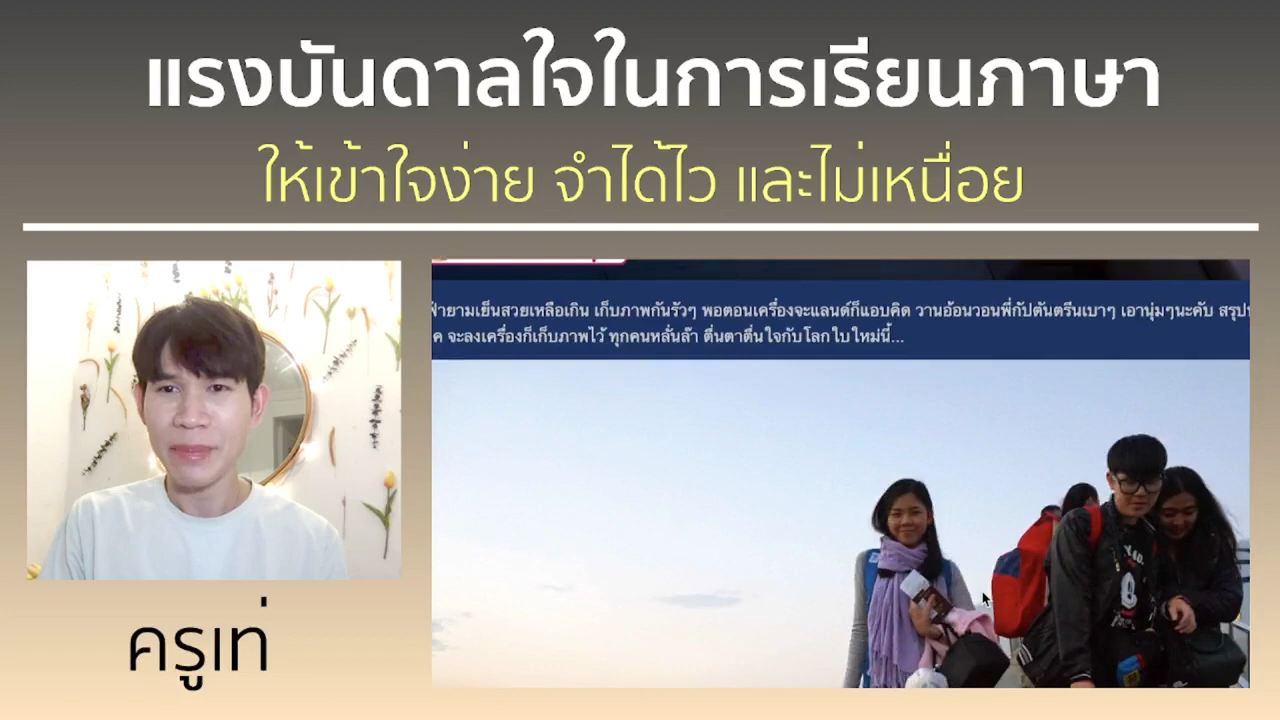 แรงบันดาลใจในการเรียนภาษา
ให้เข้าใจง่าย จำได้ไว และไม่เหนื่อย
ฟ้ายามเย็นสวยเหลือเกิน เก็บภาพกันรัวๆ พอตอนเครื่องจะแลนด์ก็แอบคิด วานอ้อนวอนพี่กัปตันตรีนเบาๆ เอานุ่มๆนะคับ สรุป
จะลงเครื่องก็เก็บภาพไว้ ทุกคนหลั่นล้า ตื่นตาตื่นใจกับโลกใบใหม่นี้...
ครูเท่